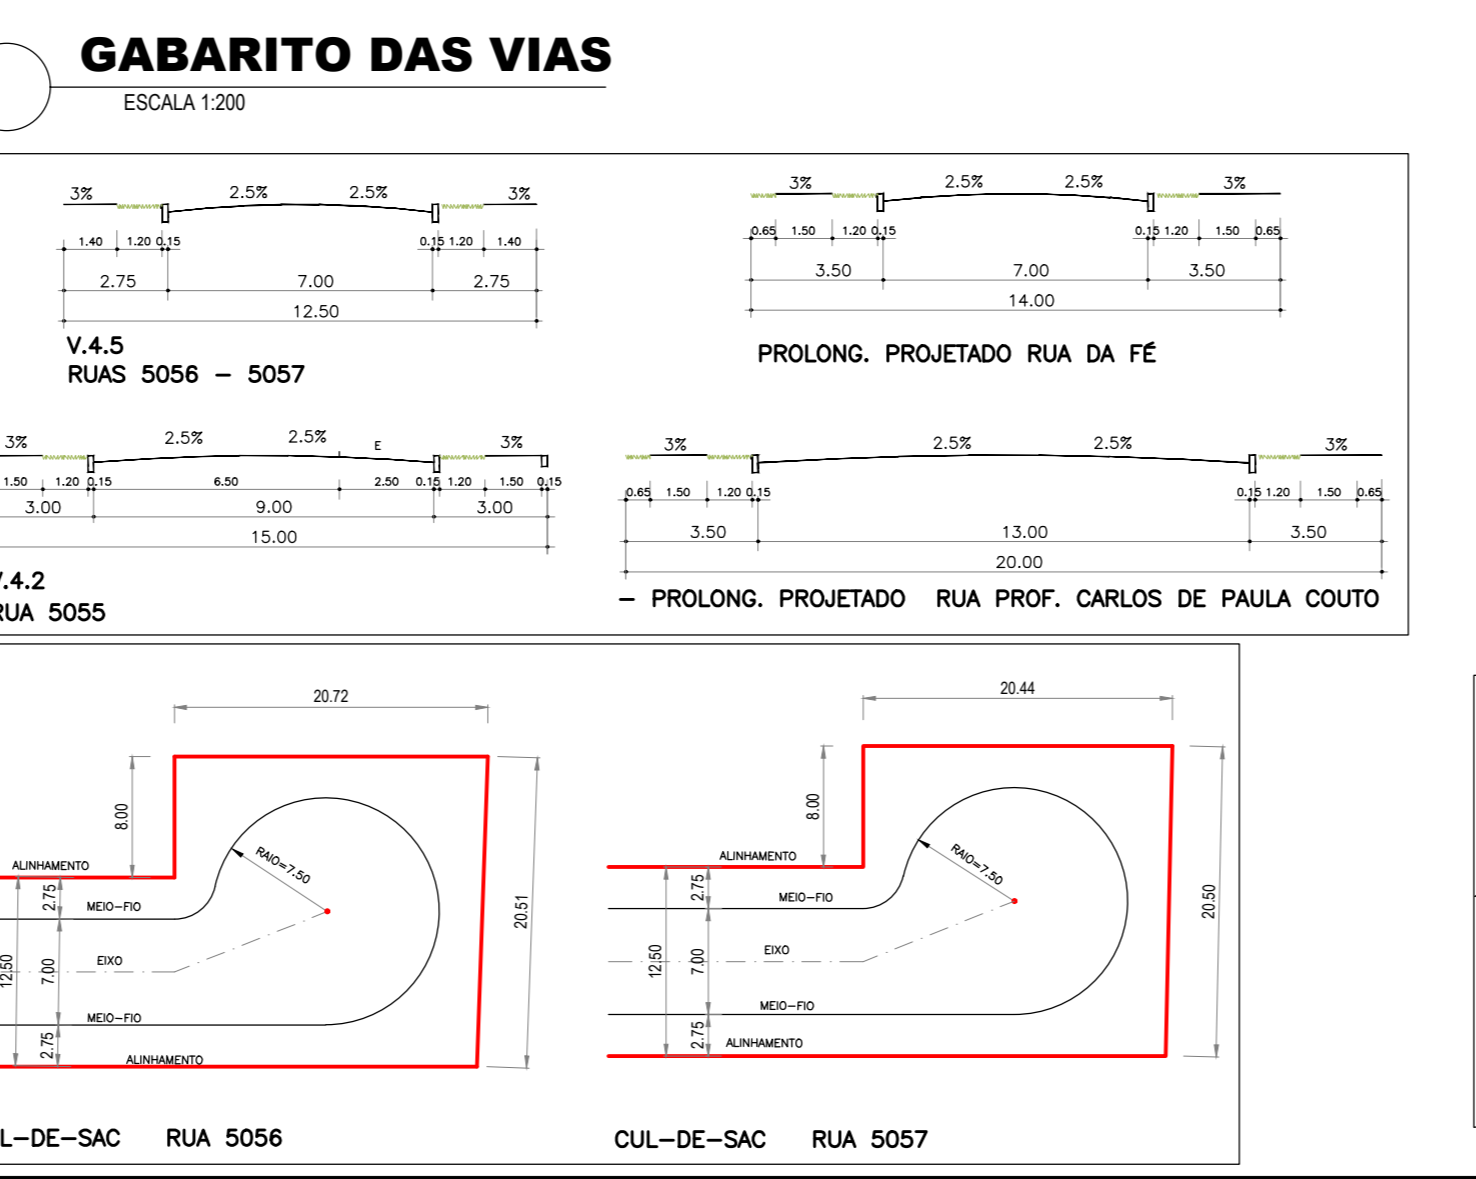 GABARITO DAS VIAS
ESCALA 1:200
3% 2.5% 2.5% 3%
1.40 1.20 0.15 0.15 1.20 1.40
2.75 7.00 2.75
12.50
V.4.5
RUAS 5056 – 5057
3% 2.5% 2.5% 3%
0.65 1.50 1.20 0.15 0.15 1.20 1.50 0.65
3.50 7.00 3.50
14.00
PROLONG. PROJETADO RUA DA FÉ
3% 2.5% 2.5% E 3%
1.50 1.20 0.15 6.50 2.50 0.15 1.20 1.50 0.15
3.00 9.00 3.00
15.00
V.4.2
RUA 5055
3% 2.5% 2.5% 3%
0.65 1.50 1.20 0.15 0.15 1.20 1.50 0.65
3.50 13.00 3.50
20.00
– PROLONG. PROJETADO RUA PROF. CARLOS DE PAULA COUTO
20.72
8.00
ALINHAMENTO
RAIO=7.50
2.75
MEIO–FIO
20.51
EIXO
12.50
7.00
MEIO–FIO
2.75
ALINHAMENTO
L–DE–SAC RUA 5056
20.44
8.00
ALINHAMENTO
RAIO=7.50
2.75
MEIO–FIO
20.50
EIXO
12.50
7.00
MEIO–FIO
2.75
ALINHAMENTO
CUL–DE–SAC RUA 5057